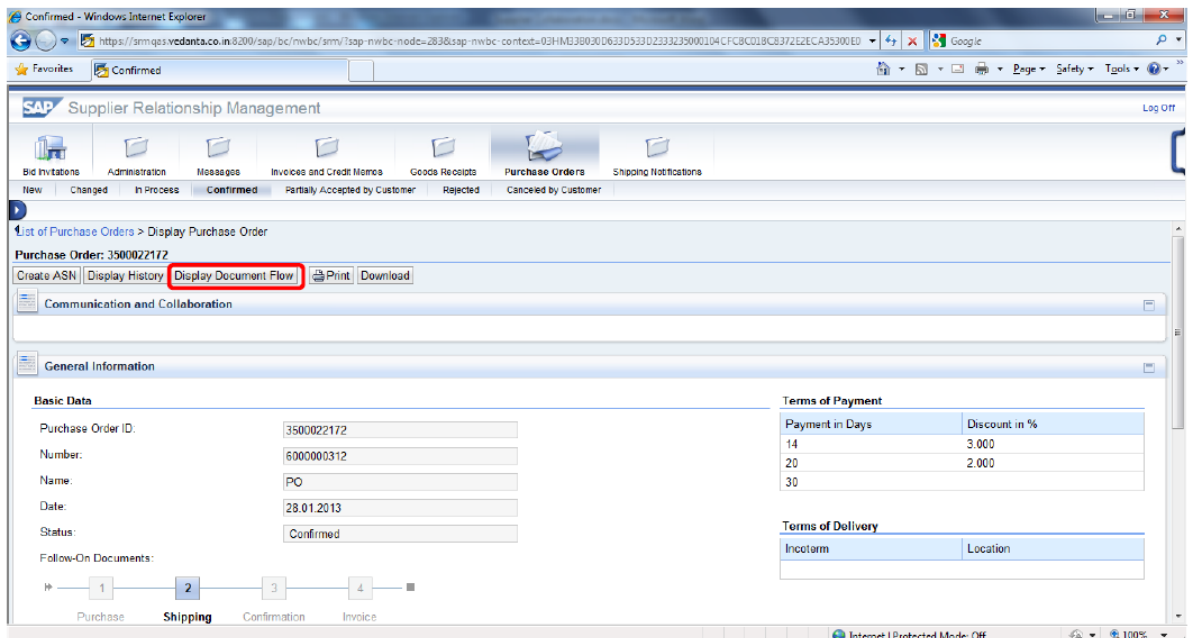 Confirmed - Windows Internet Explorer
Google
Favorites Confirmed Page Safety Tools
SAP Supplier Relationship Management Log Off
Bid Invitations Administration Messages Invoices and Credit Memos Goods Receipts Purchase Orders Shipping Notifications
New Changed In Process Confirmed Partially Accepted by Customer Rejected Canceled by Customer
List of Purchase Orders > Display Purchase Order
Purchase Order: 3500022172
Create ASN Display History Display Document Flow Print Download
Communication and Collaboration
General Information
Basic Data Terms of Payment
Purchase Order ID: 3500022172 Payment in Days Discount in %
14 3.000
Number: 6000000312
20 2.000
Name: PO 30
Date: 28.01.2013
Status: Confirmed Terms of Delivery
Incoterm Location
Follow-On Documents:
1 2 3 4
Purchase Shipping Confirmation Invoice
Internet | Protected Mode: Off 100%